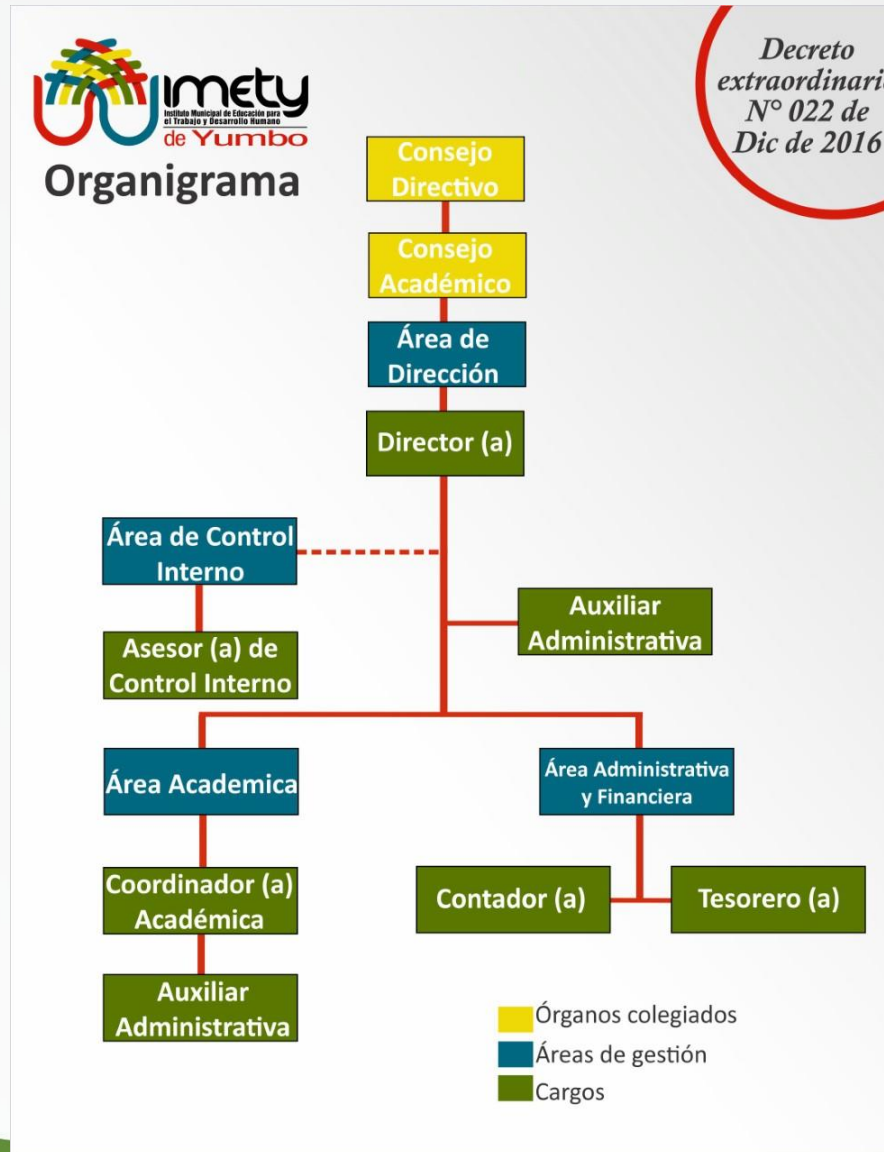 imety
Instituto Municipal de Educación para
el Trabajo y Desarrollo Humano
de Yumbo
Organigrama
Decreto
extraordinari
N° 022 de
Dic de 2016
Consejo
Directivo
Consejo
Académico
Área de
Dirección
Director (a)
Área de Control
Interno
Auxiliar
Administrativa
Asesor (a) de
Control Interno
Área Academica
Área Administrativa
y Financiera
Coordinador (a)
Académica
Contador (a)
Tesorero (a)
Auxiliar
Administrativa
Órganos colegiados
Áreas de gestión
Cargos